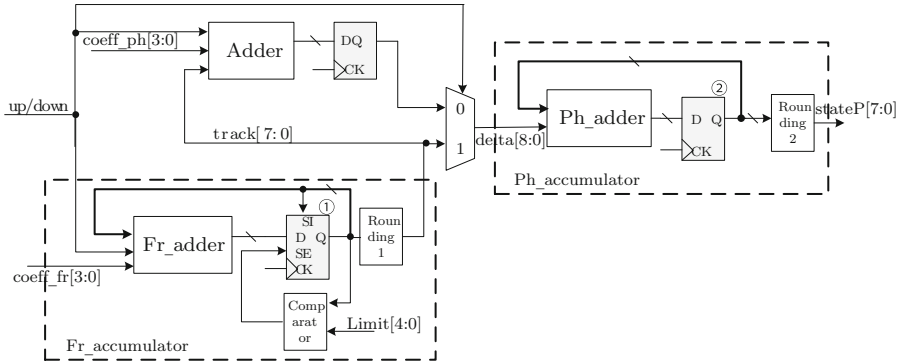 coeff_ph[3:0]
Adder
DQ
CK
up/down
track[7:0]
0
1
delta[8:0]
Ph_adder
②
D Q
CK
Roun
ding
2
stateP[7:0]
Ph_accumulator
Fr_adder
①
SI
D Q
SE
CK
Roun
ding
1
coeff_fr[3:0]
Comp
arat
or
Limit[4:0]
Fr_accumulator